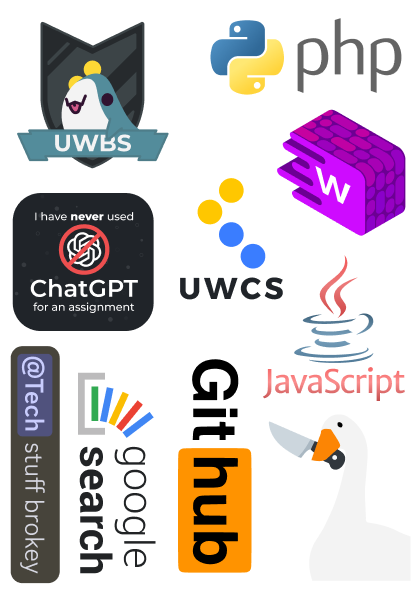 UWBS
php
W
I have never used
ChatGPT
for an assignment
UWCS
JavaScript
@Tech stuff brokey
google
search
Git hub